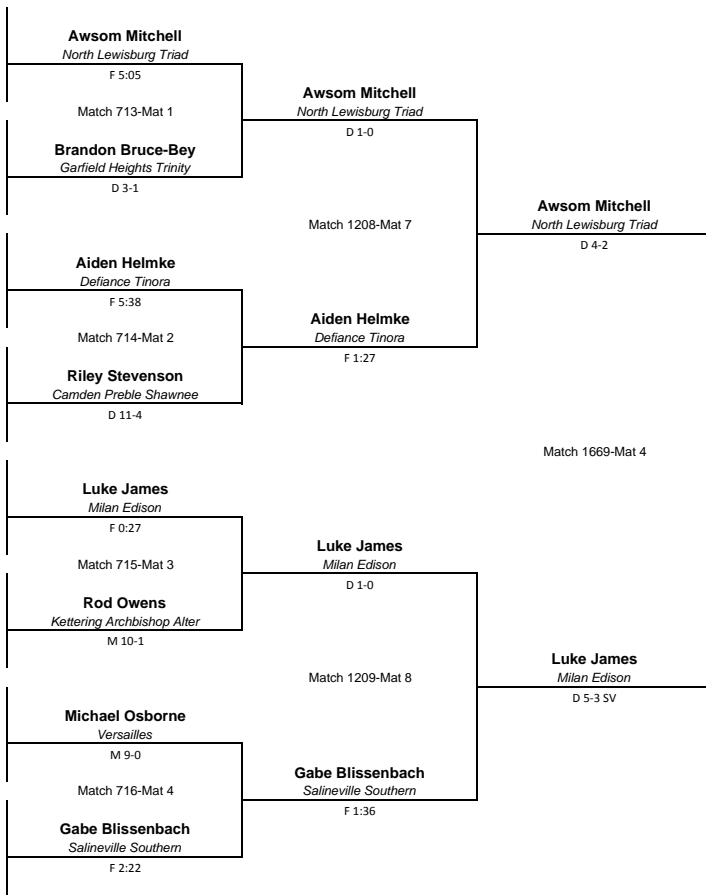 Awsom Mitchell
North Lewisburg Triad
F 5:05
Match 713-Mat 1
Brandon Bruce-Bey
Garfield Heights Trinity
D 3-1
Aiden Helmke
Defiance Tinora
F 5:38
Match 714-Mat 2
Riley Stevenson
Camden Preble Shawnee
D 11-4
Luke James
Milan Edison
F 0:27
Match 715-Mat 3
Rod Owens
Kettering Archbishop Alter
M 10-1
Michael Osborne
Versailles
M 9-0
Match 716-Mat 4
Gabe Blissenbach
Salineville Southern
F 2:22
Awsom Mitchell
North Lewisburg Triad
D 1-0
Match 1208-Mat 7
Aiden Helmke
Defiance Tinora
F 1:27
Luke James
Milan Edison
D 1-0
Match 1209-Mat 8
Gabe Blissenbach
Salineville Southern
F 1:36
Awsom Mitchell
North Lewisburg Triad
D 4-2
Match 1669-Mat 4
Luke James
Milan Edison
D 5-3 SV